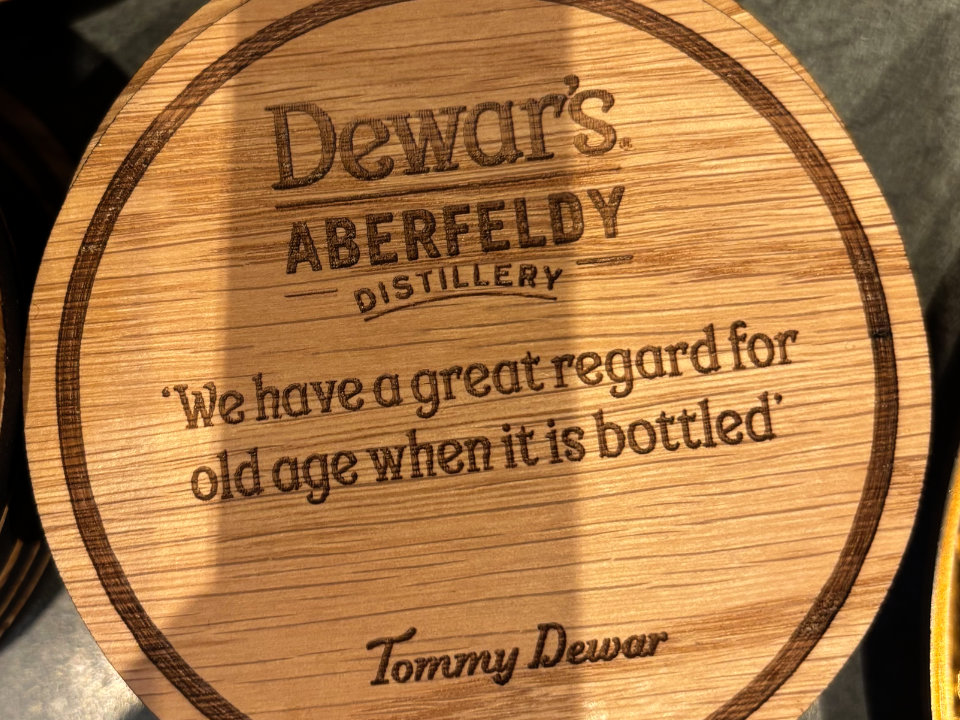 Dewar's®
ABERFELDY
DISTILLERY
‘We have a great regard for
old age when it is bottled’
Tommy Dewar